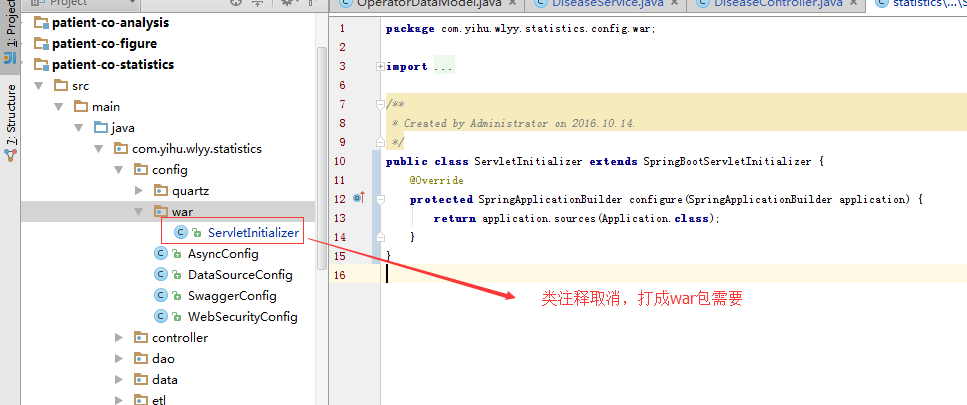 Project
OperatorDataModel.java
DiseaseService.java
DiseaseController.java
statistics\...\S
1: Project
7: Structure
patient-co-analysis
patient-co-figure
patient-co-statistics
src
main
java
com.yihu.wlyy.statistics
config
quartz
war
ServletInitializer
AsyncConfig
DataSourceConfig
SwaggerConfig
WebSecurityConfig
controller
dao
data
etl
1 package com.yihu.wlyy.statistics.config.war;
2
3 import ...
6
7 /**
8 * Created by Administrator on 2016.10.14.
9 */
10 public class ServletInitializer extends SpringBootServletInitializer {
11 @Override
12 protected SpringApplicationBuilder configure(SpringApplicationBuilder application) {
13 return application.sources(Application.class);
14 }
15 }
16
类注释取消，打成war包需要